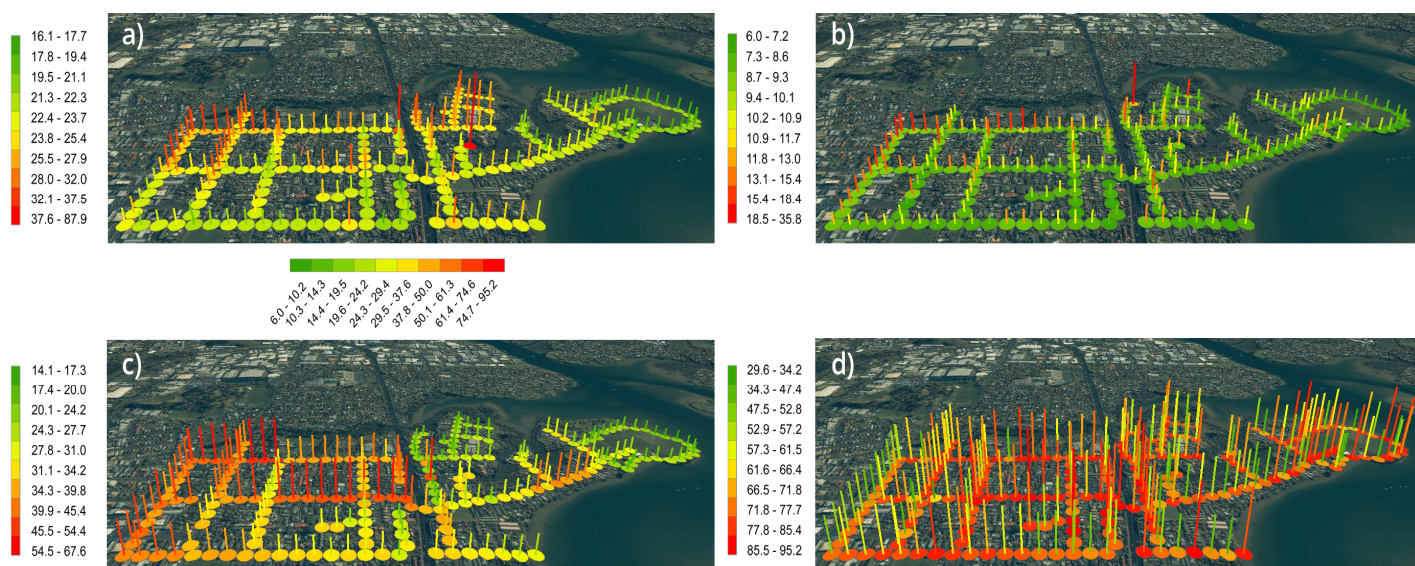 a)
16.1 - 17.7
17.8 - 19.4
19.5 - 21.1
21.3 - 22.3
22.4 - 23.7
23.8 - 25.4
25.5 - 27.9
28.0 - 32.0
32.1 - 37.5
37.6 - 87.9
b)
6.0 - 7.2
7.3 - 8.6
8.7 - 9.3
9.4 - 10.1
10.2 - 10.9
10.9 - 11.7
11.8 - 13.0
13.1 - 15.4
15.4 - 18.4
18.5 - 35.8
6.0 - 10.2
10.3 - 14.3
14.4 - 19.5
19.6 - 24.2
24.3 - 29.4
29.5 - 37.6
37.8 - 50.0
50.1 - 61.3
61.4 - 74.6
74.7 - 95.2
c)
14.1 - 17.3
17.4 - 20.0
20.1 - 24.2
24.3 - 27.7
27.8 - 31.0
31.1 - 34.2
34.3 - 39.8
39.9 - 45.4
45.5 - 54.4
54.5 - 67.6
d)
29.6 - 34.2
34.3 - 47.4
47.5 - 52.8
52.9 - 57.2
57.3 - 61.5
61.6 - 66.4
66.5 - 71.8
71.8 - 77.7
77.8 - 85.4
85.5 - 95.2